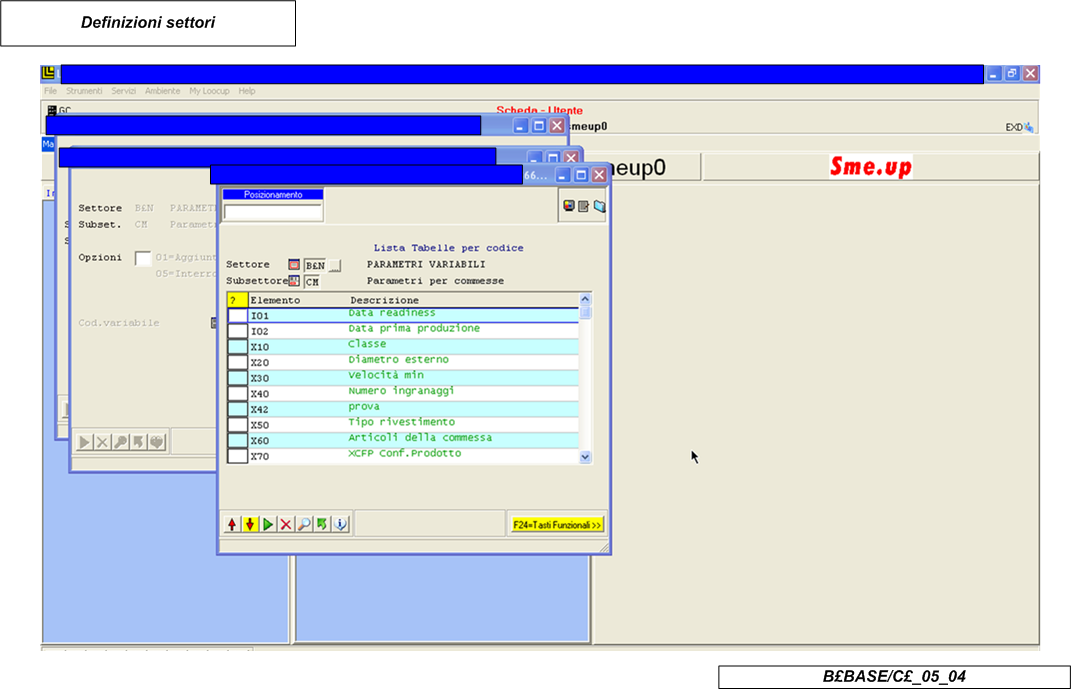 Definizioni settori
File Strumenti Servizi Ambiente My Loocup Help
GC
Scheda - Utente
smeup0
EXD
Ma
meup0
Sme.up
66...
Posizionamento
Settore B£N PARAMET
Subset. CM Parametr
Opzioni 01=Aggiunt
05=Interro
Cod.variabile
Lista Tabelle per codice
Settore B£N ... PARAMETRI VARIABILI
Subsettore CM Parametri per commesse
? Elemento Descrizione
I01 Data readiness
I02 Data prima produzione
X10 Classe
X20 Diametro esterno
X30 Velocità min
X40 Numero ingranaggi
X42 prova
X50 Tipo rivestimento
X60 Articoli della commessa
X70 XCFP Conf.Prodotto
F24=Tasti Funzionali >>
B£BASE/C£_05_04